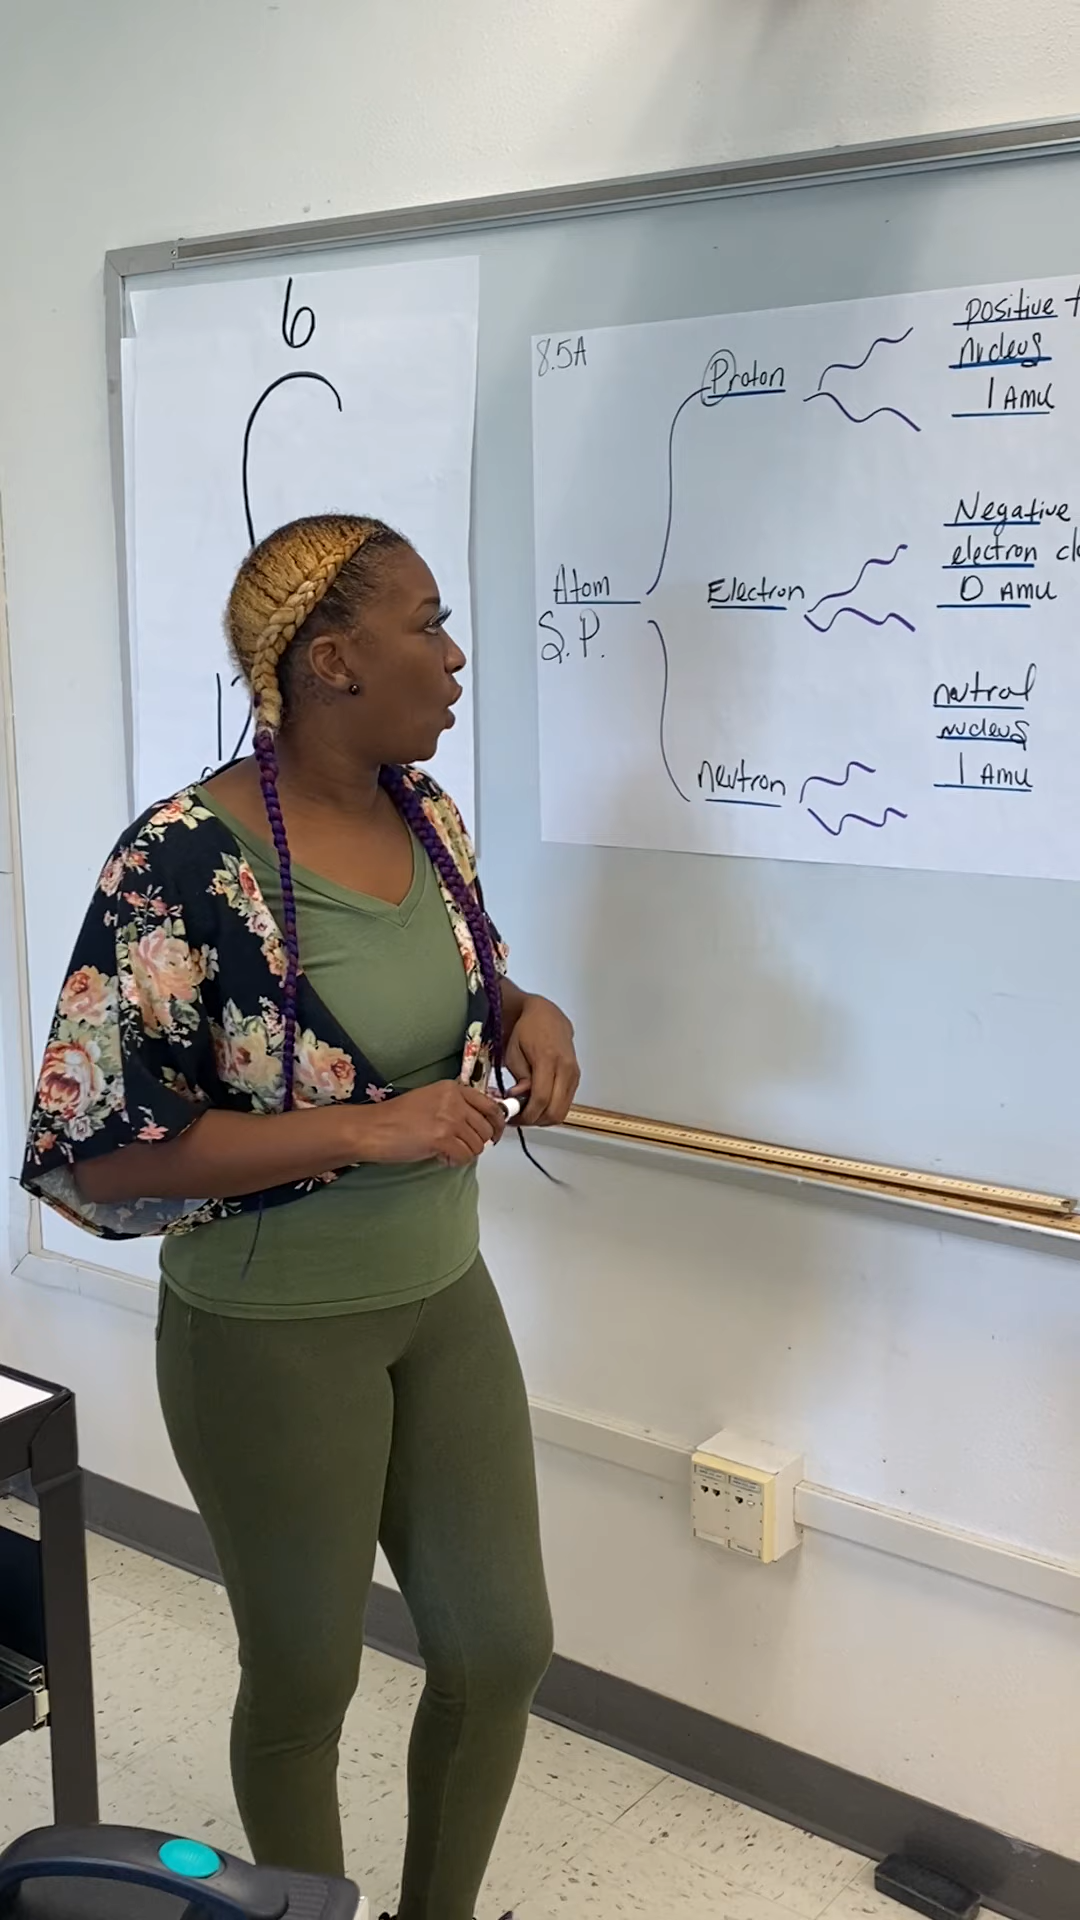 6
C
12
8.5A
Atom
S.P.
Proton
positive +
nucleus
1 AMU
Electron
Negative
electron
0 AMU
neutron
neutral
nucleus
1 AMU